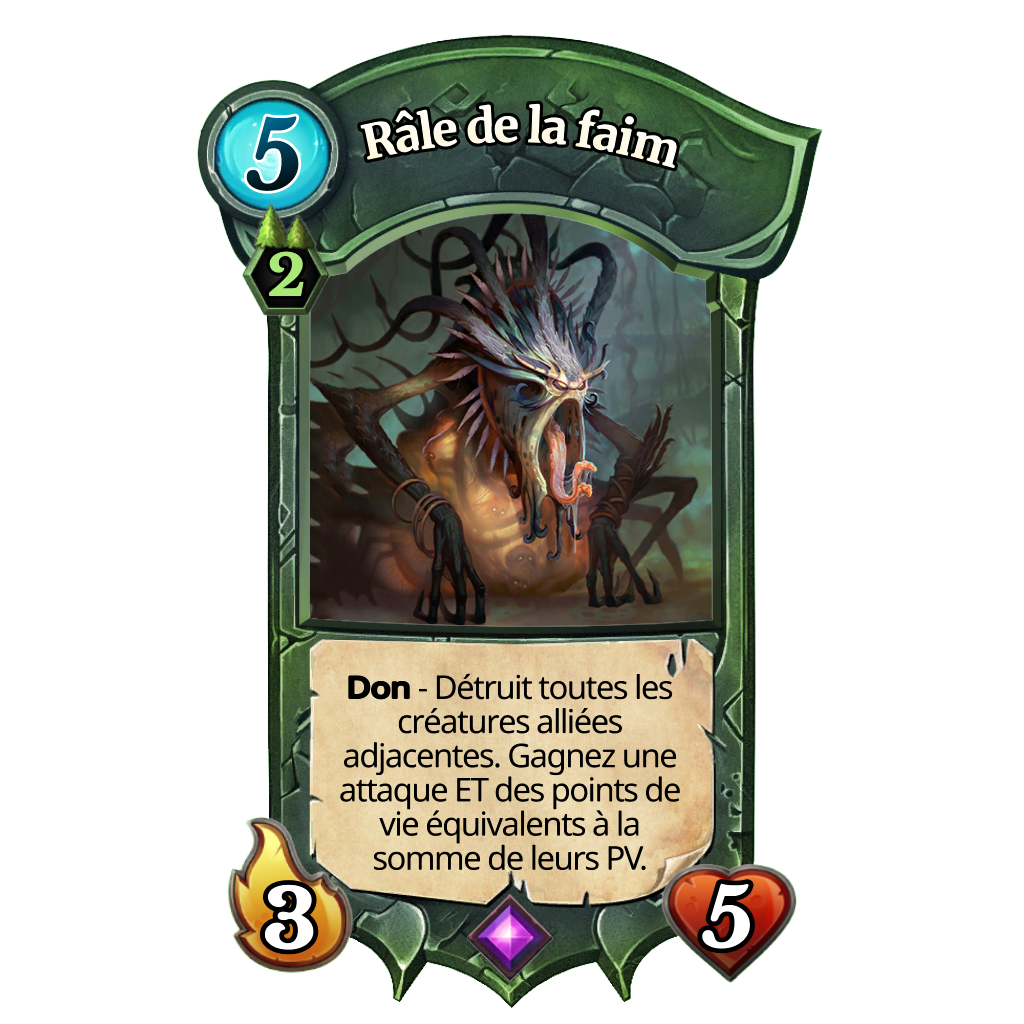 5
Râle de la faim
2
Don - Détruit toutes les
créatures alliées
adjacentes. Gagnez une
attaque ET des points de
vie équivalents à la
somme de leurs PV.
3
5